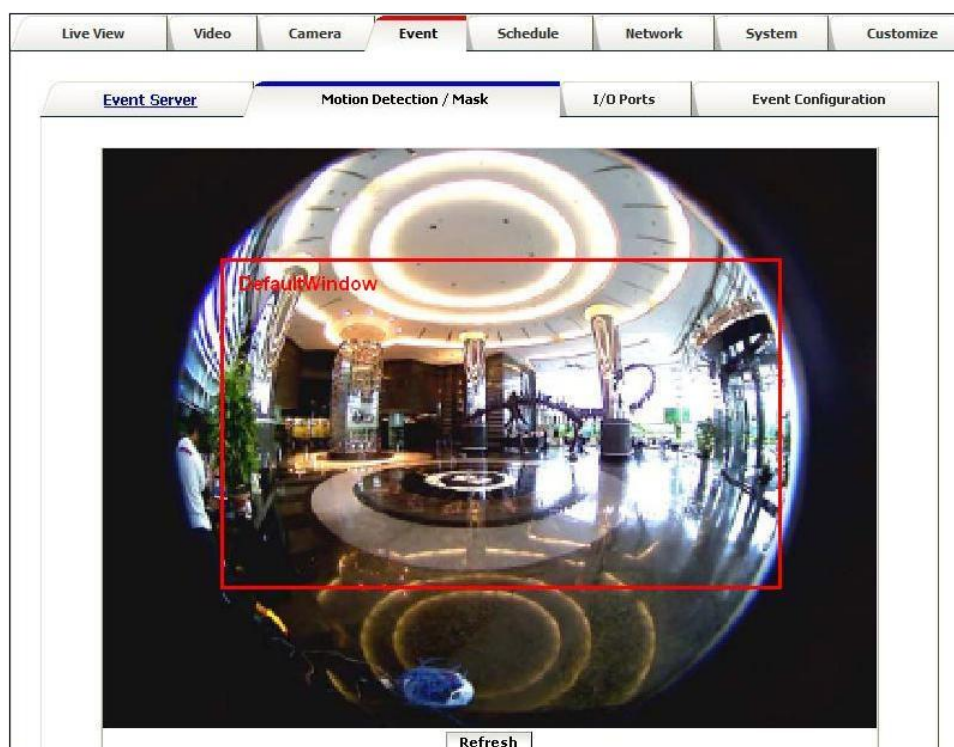 Live View Video Camera Event Schedule Network System Customize
Event Server Motion Detection / Mask I/O Ports Event Configuration
DefaultWindow
Refresh